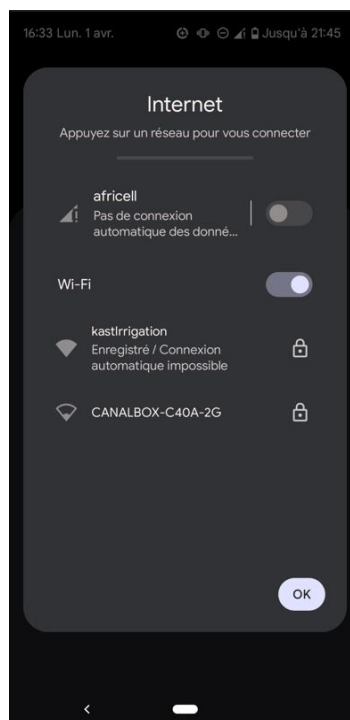 16:33 Lun. 1 avr.
Jusqu'à 21:45
Internet
Appuyez sur un réseau pour vous connecter
africell
Pas de connexion
automatique des donné...
Wi-Fi
kastIrrigation
Enregistré / Connexion
automatique impossible
CANALBOX-C40A-2G
OK